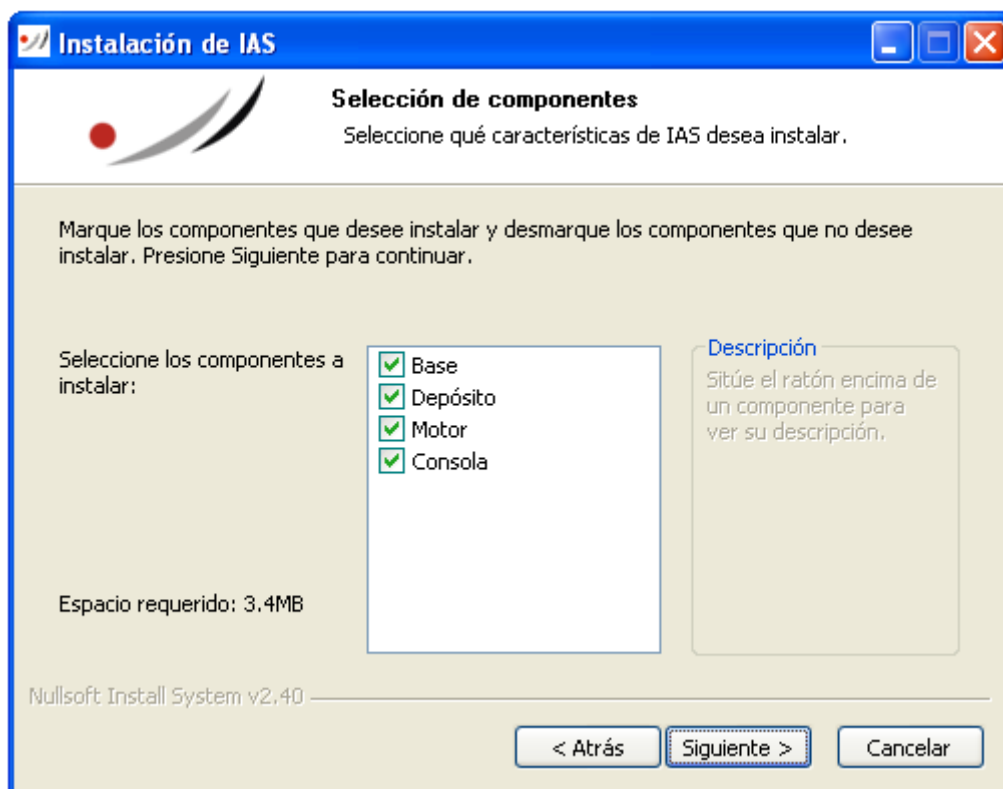 Instalación de IAS
Selección de componentes
Seleccione qué características de IAS desea instalar.
Marque los componentes que desee instalar y desmarque los componentes que no desee
instalar. Presione Siguiente para continuar.
Seleccione los componentes a
instalar:
Base
Depósito
Motor
Consola
Descripción
Sitúe el ratón encima de
un componente para
ver su descripción.
Espacio requerido: 3.4MB
Nullsoft Install System v2.40
< Atrás
Siguiente >
Cancelar